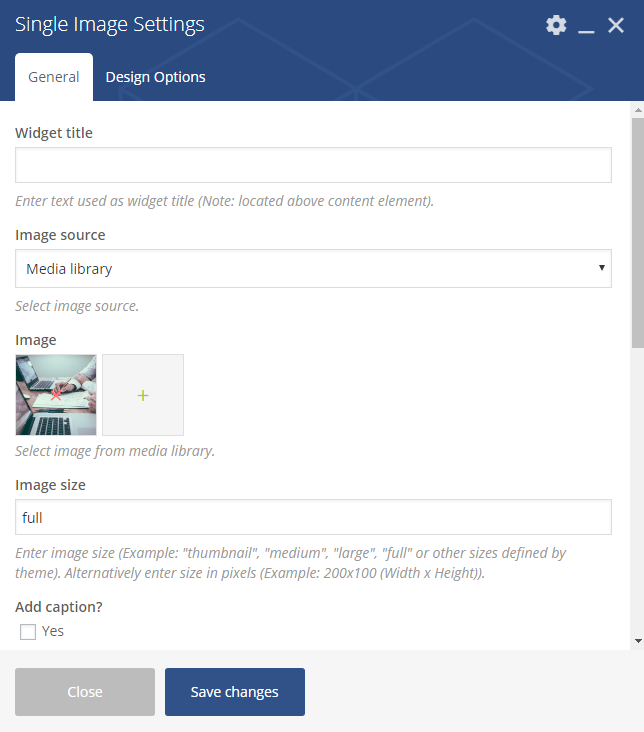 Single Image Settings
General
Design Options
Widget title
Enter text used as widget title (Note: located above content element).
Image source
Media library
Select image source.
Image
Select image from media library.
Image size
full
Enter image size (Example: "thumbnail", "medium", "large", "full" or other sizes defined by
theme). Alternatively enter size in pixels (Example: 200x100 (Width x Height)).
Add caption?
Yes
Close
Save changes